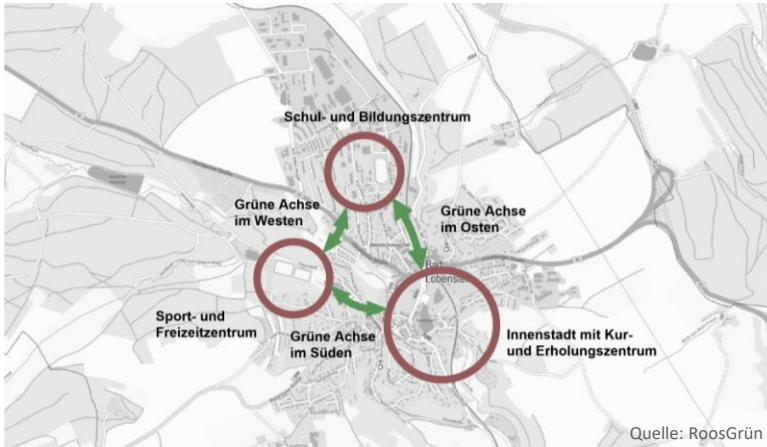 Schul- und Bildungszentrum
Grüne Achse
im Westen
Grüne Achse
im Osten
Bad
Lobenstein
Sport- und
Freizeitzentrum
Grüne Achse
im Süden
Innenstadt mit Kur-
und Erholungszentrum
Quelle: RoosGrün